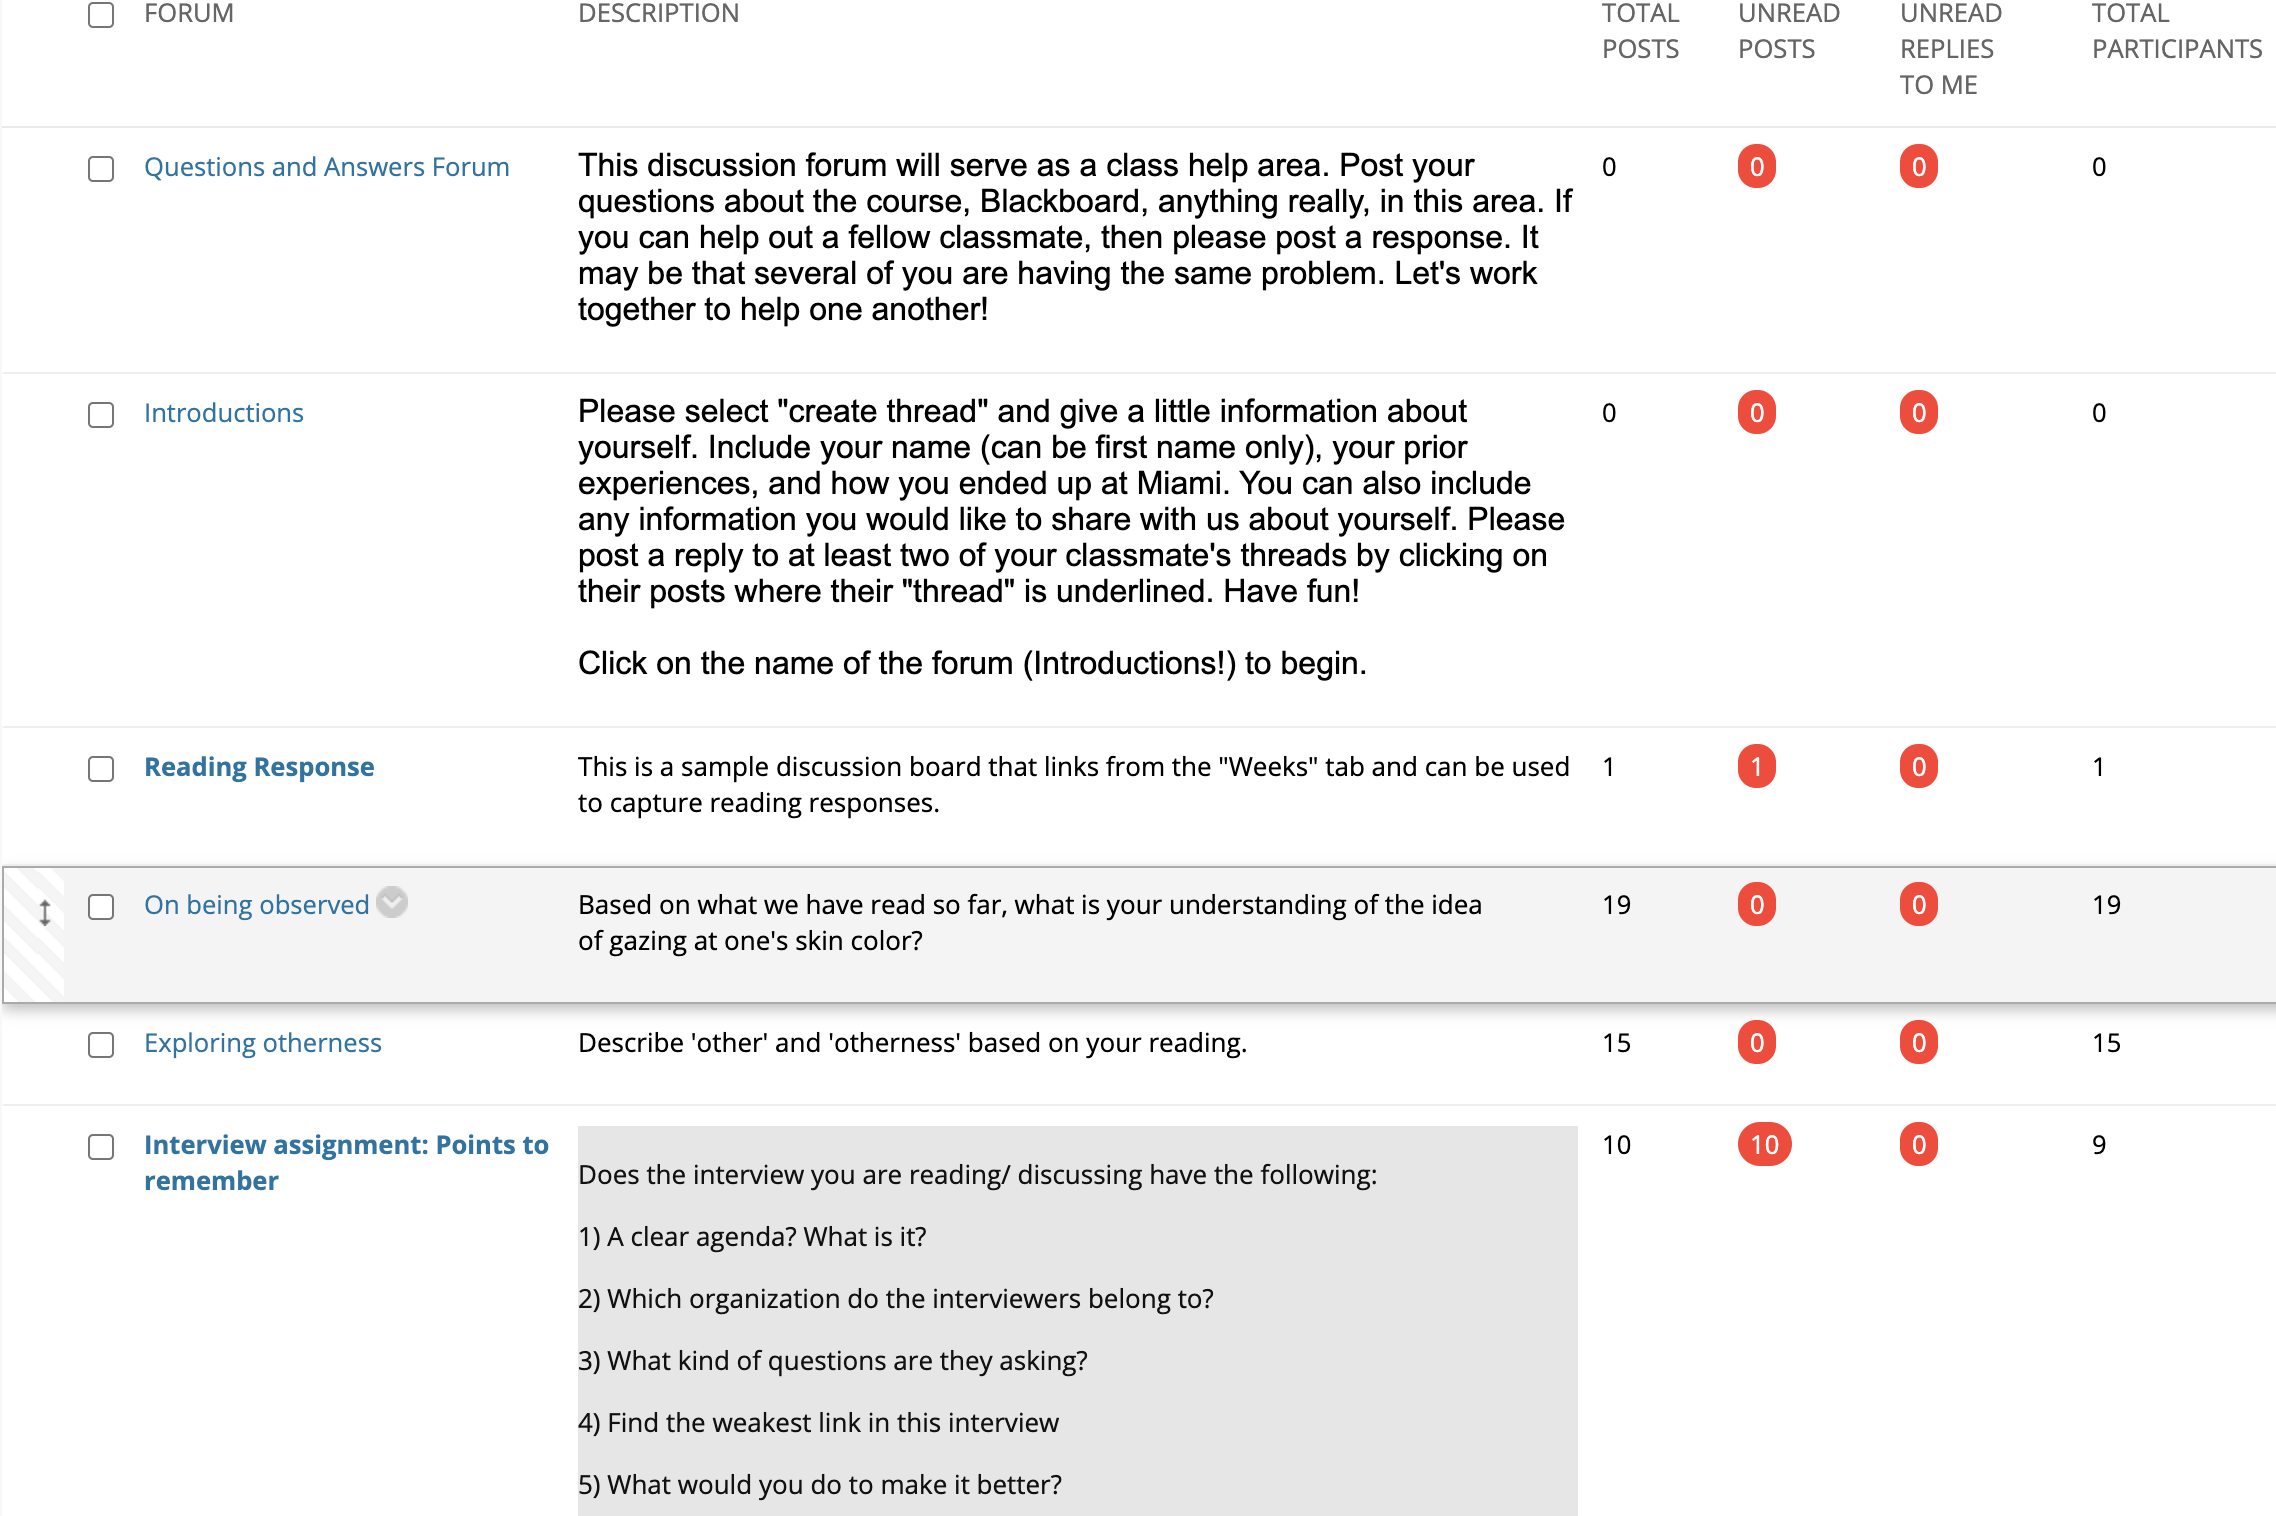 FORUM DESCRIPTION TOTAL POSTS UNREAD POSTS UNREAD REPLIES TO ME TOTAL PARTICIPANTS
Questions and Answers Forum
This discussion forum will serve as a class help area. Post your
questions about the course, Blackboard, anything really, in this area. If
you can help out a fellow classmate, then please post a response. It
may be that several of you are having the same problem. Let's work
together to help one another!
0 0 0 0
Introductions
Please select "create thread" and give a little information about
yourself. Include your name (can be first name only), your prior
experiences, and how you ended up at Miami. You can also include
any information you would like to share with us about yourself. Please
post a reply to at least two of your classmate's threads by clicking on
their posts where their "thread" is underlined. Have fun!
Click on the name of the forum (Introductions!) to begin.
0 0 0 0
Reading Response
This is a sample discussion board that links from the "Weeks" tab and can be used
to capture reading responses.
1 1 0 1
On being observed
Based on what we have read so far, what is your understanding of the idea
of gazing at one's skin color?
19 0 0 19
Exploring otherness
Describe 'other' and 'otherness' based on your reading.
15 0 0 15
Interview assignment: Points to
remember
Does the interview you are reading/ discussing have the following:
1) A clear agenda? What is it?
2) Which organization do the interviewers belong to?
3) What kind of questions are they asking?
4) Find the weakest link in this interview
5) What would you do to make it better?
10 10 0 9